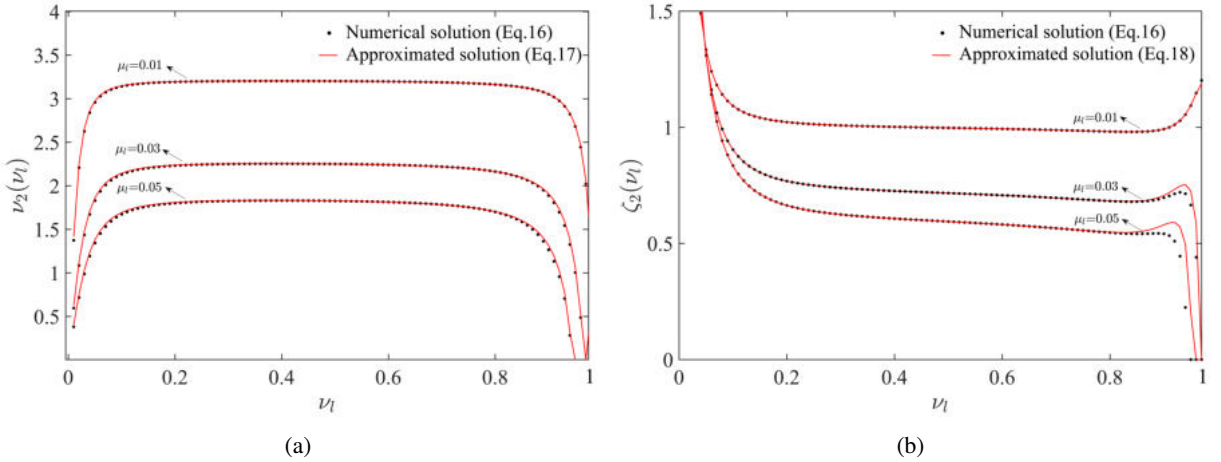 4
3.5
3
2.5
2
1.5
1
0.5
ν₂(νₗ)
Numerical solution (Eq.16)
Approximated solution (Eq.17)
μₗ=0.01
μₗ=0.03
μₗ=0.05
0 0.2 0.4 0.6 0.8 1
νₗ
(a)
1.5
1
0.5
0
ζ₂(νₗ)
Numerical solution (Eq.16)
Approximated solution (Eq.18)
μₗ=0.01
μₗ=0.03
μₗ=0.05
0 0.2 0.4 0.6 0.8 1
νₗ
(b)